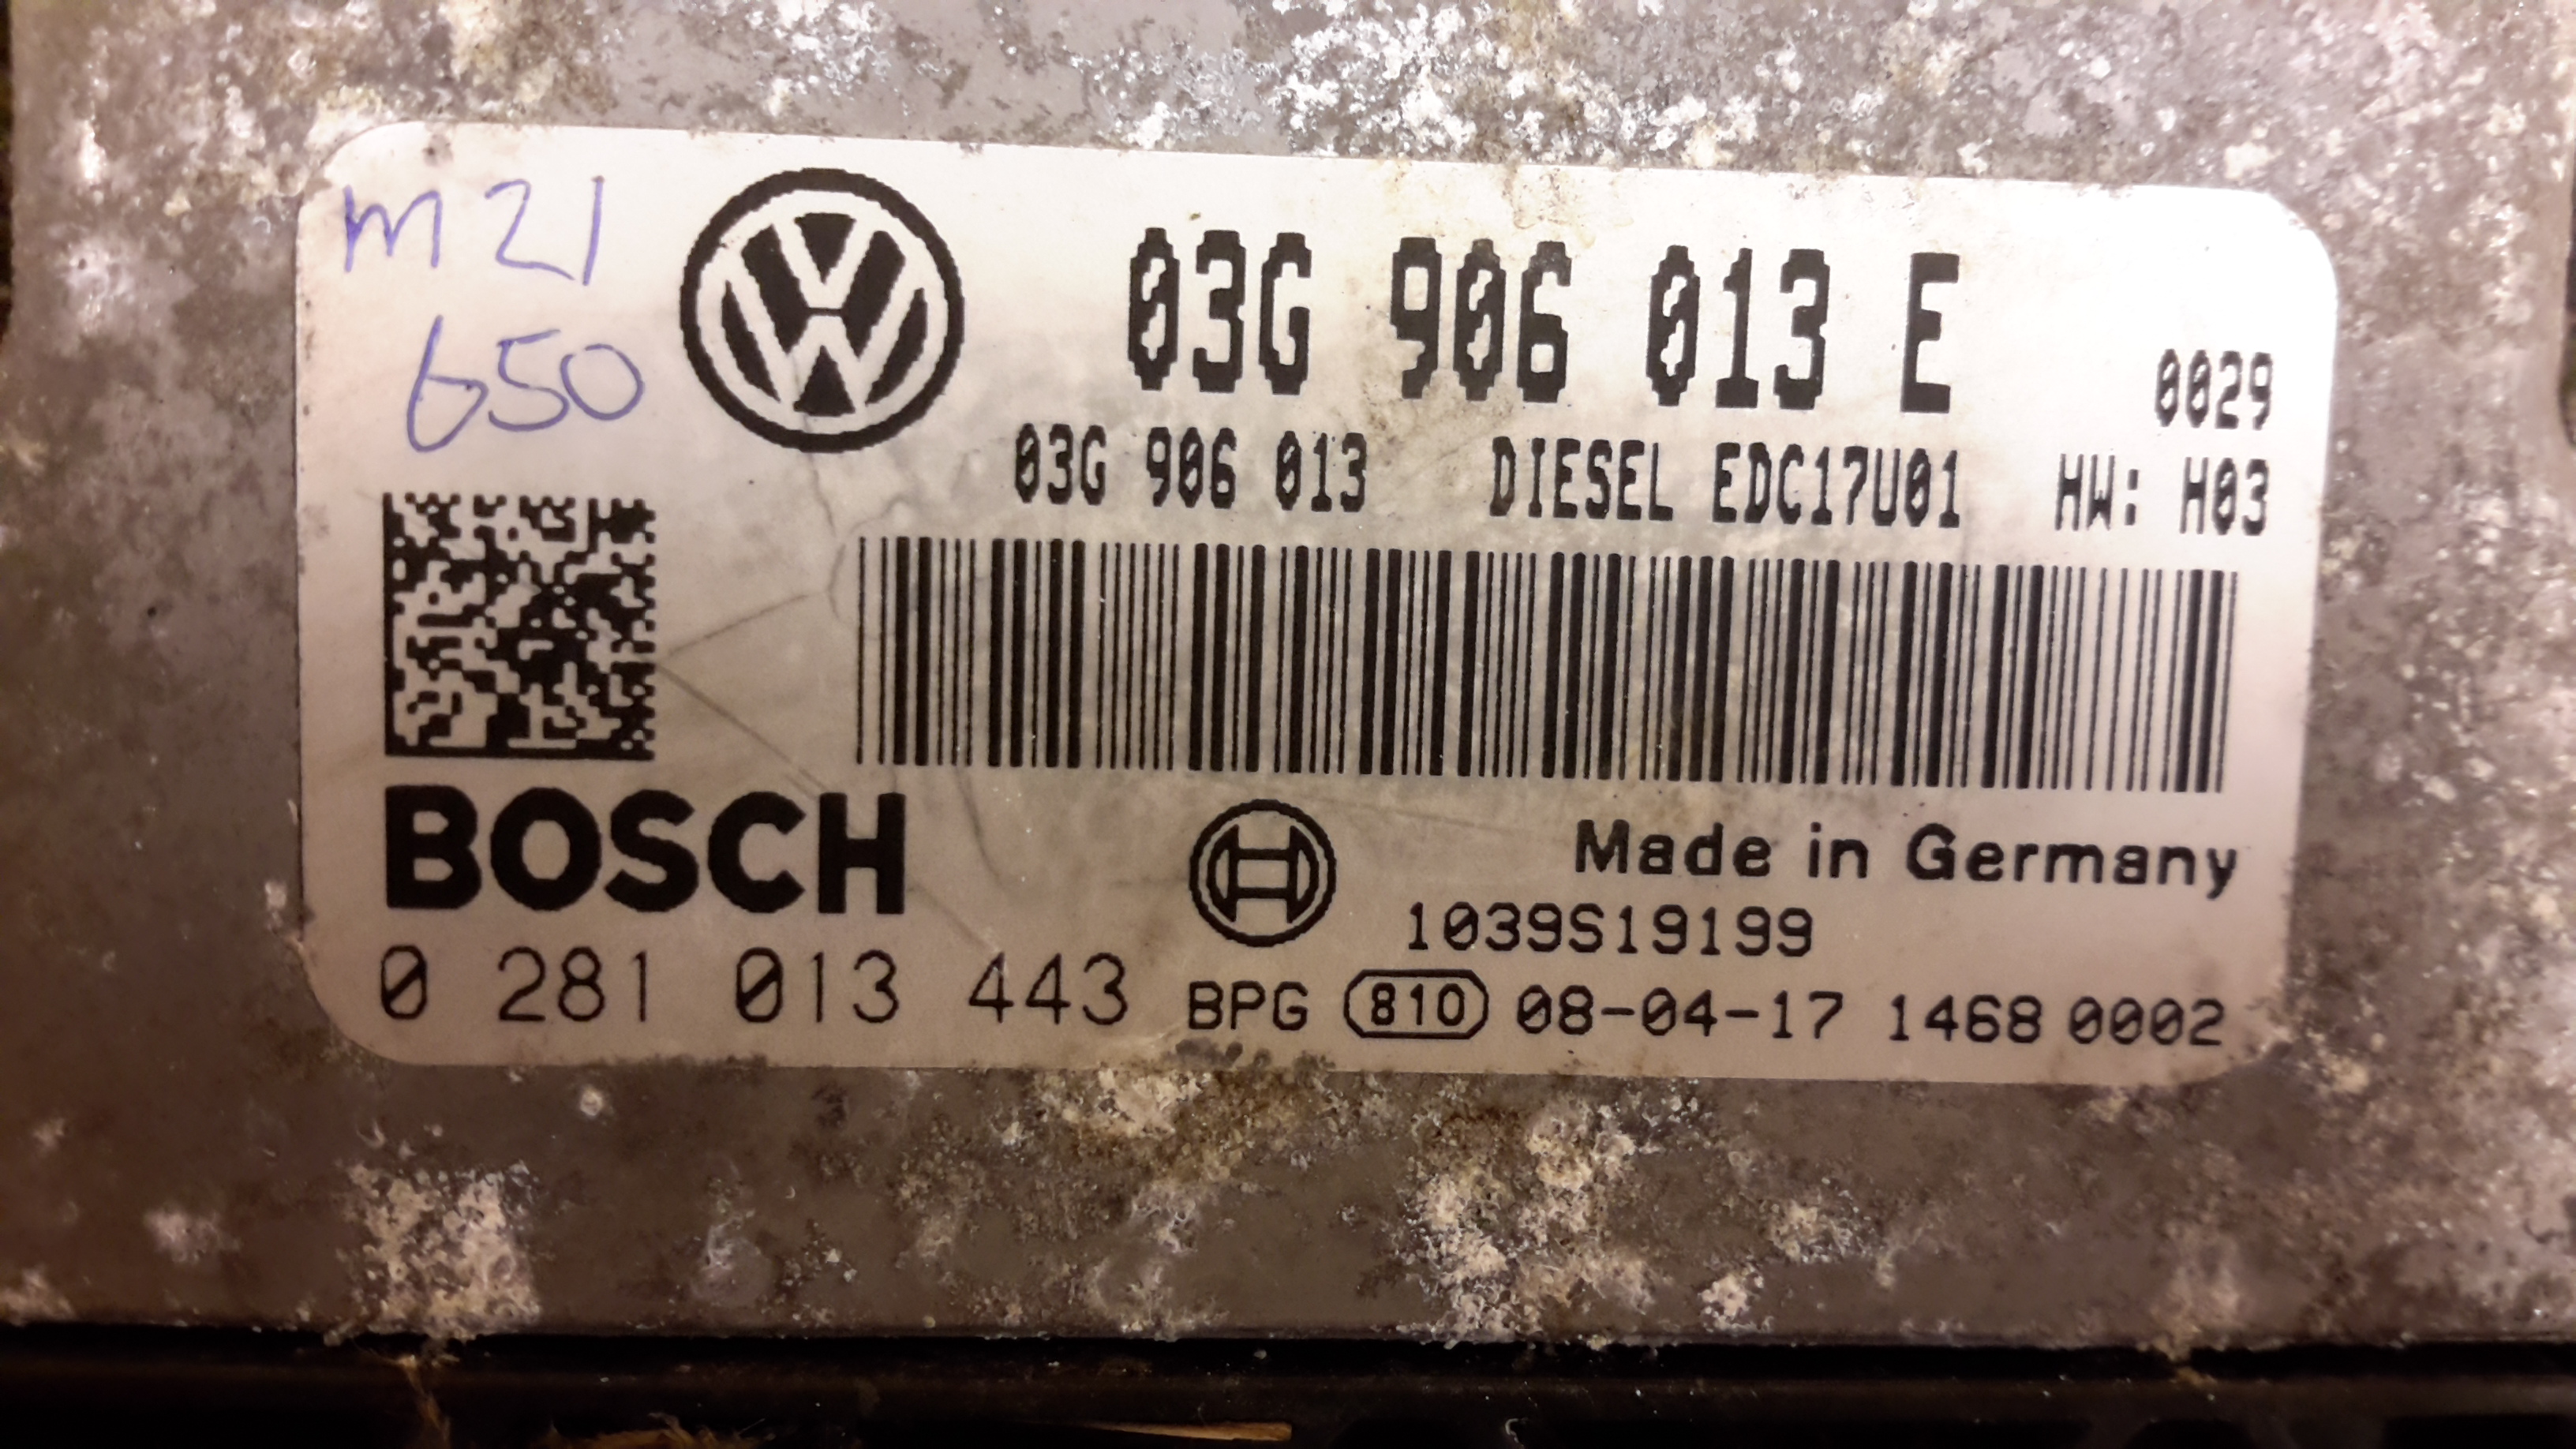 m21
650
03G 906 013 E
0029
03G 906 013 DIESEL EDC17U01 HW: H03
BOSCH
Made in Germany
1039S19199
0 281 013 443 BPG 810 08-04-17 1468 0002